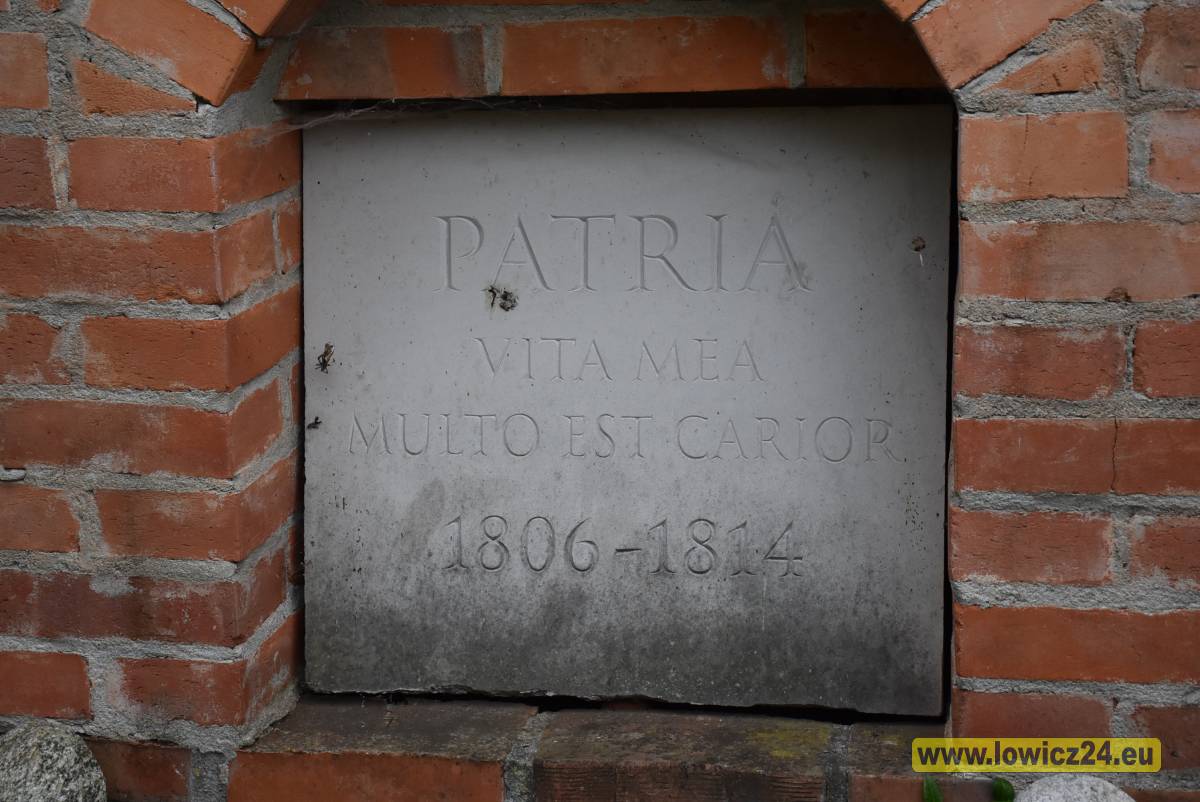 PATRIA
VITA MEA
MULTO EST CARIOR
1806-1814
www.lowicz24.eu